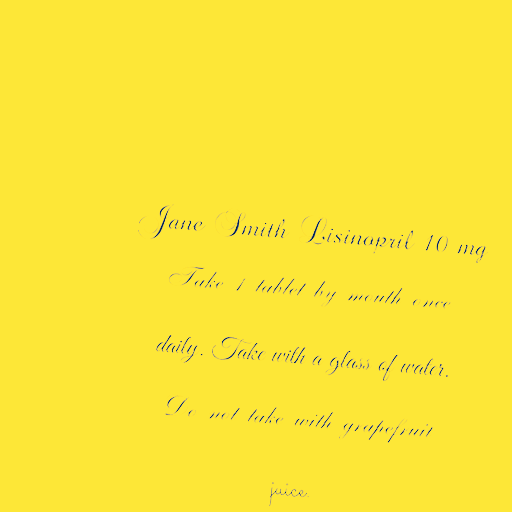 Jane Smith Lisinopril 10 mg
Take 1 tablet by mouth once
daily. Take with a glass of water.
Do not take with grapefruit
juice.